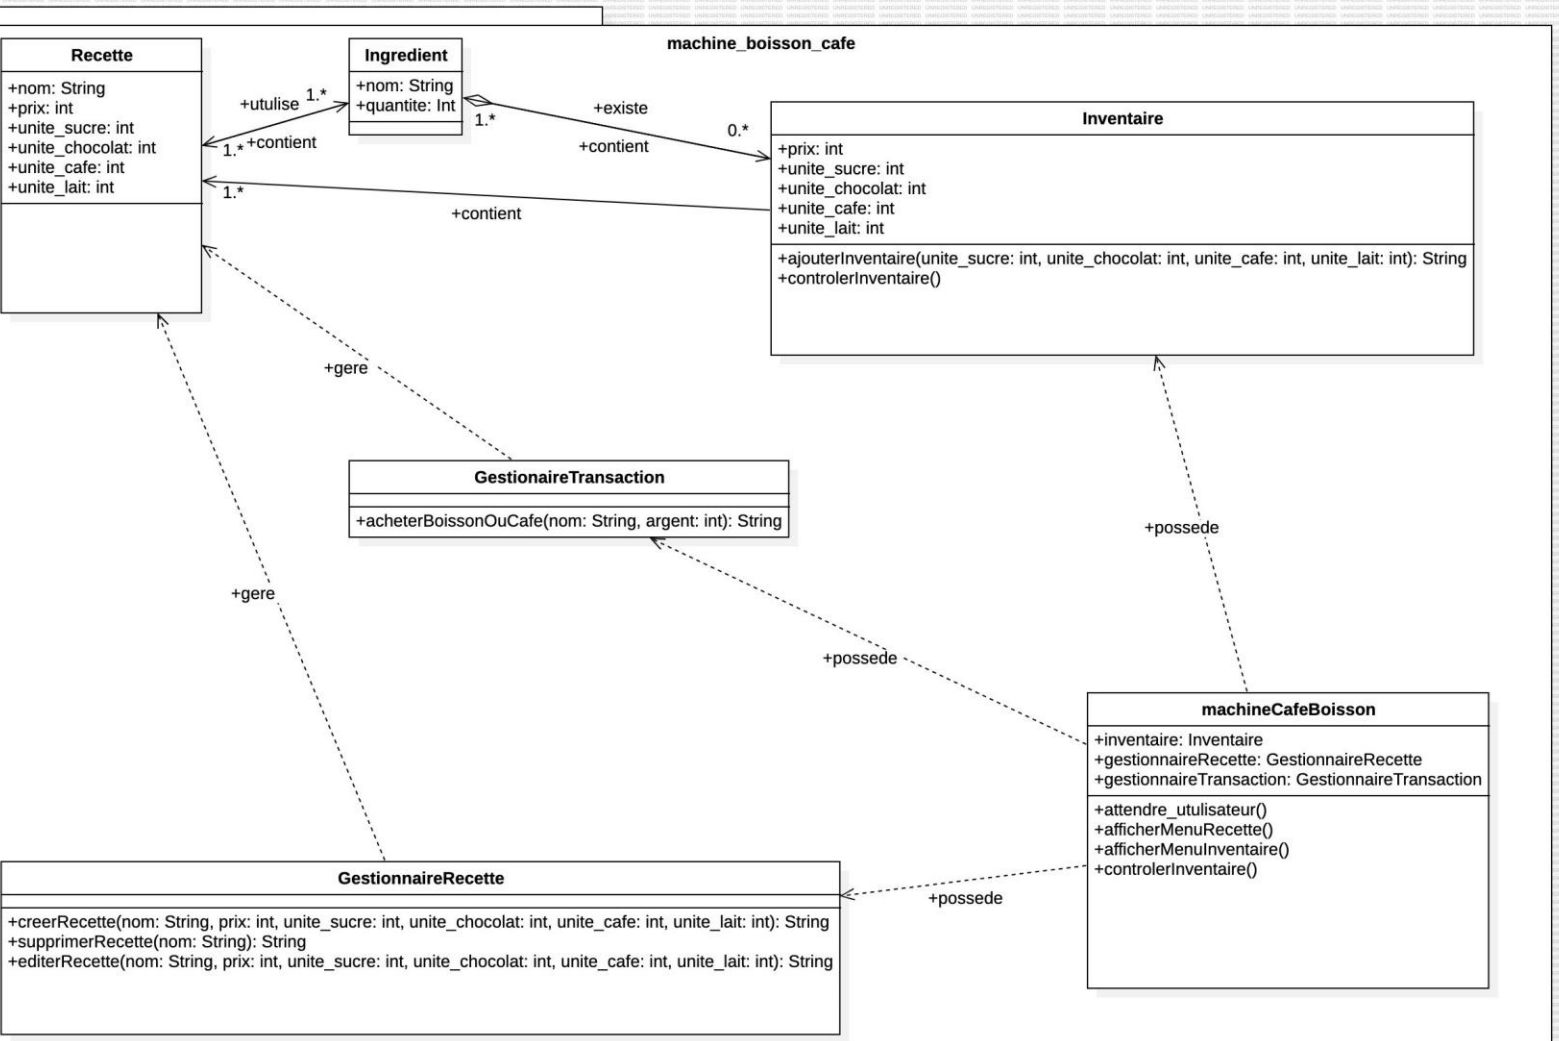 machine_boisson_cafe
Recette
+nom: String
+prix: int
+unite_sucre: int
+unite_chocolat: int
+unite_cafe: int
+unite_lait: int
Ingredient
+nom: String
+quantite: Int
+utulise
1.*
1.*
+contient
1.*
+existe
0.*
+contient
1.*
+contient
Inventaire
+prix: int
+unite_sucre: int
+unite_chocolat: int
+unite_cafe: int
+unite_lait: int
+ajouterInventaire(unite_sucre: int, unite_chocolat: int, unite_cafe: int, unite_lait: int): String
+controlerInventaire()
+gere
GestionaireTransaction
+acheterBoissonOuCafe(nom: String, argent: int): String
+possede
+gere
+possede
machineCafeBoisson
+inventaire: Inventaire
+gestionnaireRecette: GestionnaireRecette
+gestionnaireTransaction: GestionnaireTransaction
+attendre_utulisateur()
+afficherMenuRecette()
+afficherMenuInventaire()
+controlerInventaire()
+possede
GestionnaireRecette
+creerRecette(nom: String, prix: int, unite_sucre: int, unite_chocolat: int, unite_cafe: int, unite_lait: int): String
+supprimerRecette(nom: String): String
+editerRecette(nom: String, prix: int, unite_sucre: int, unite_chocolat: int, unite_cafe: int, unite_lait: int): String